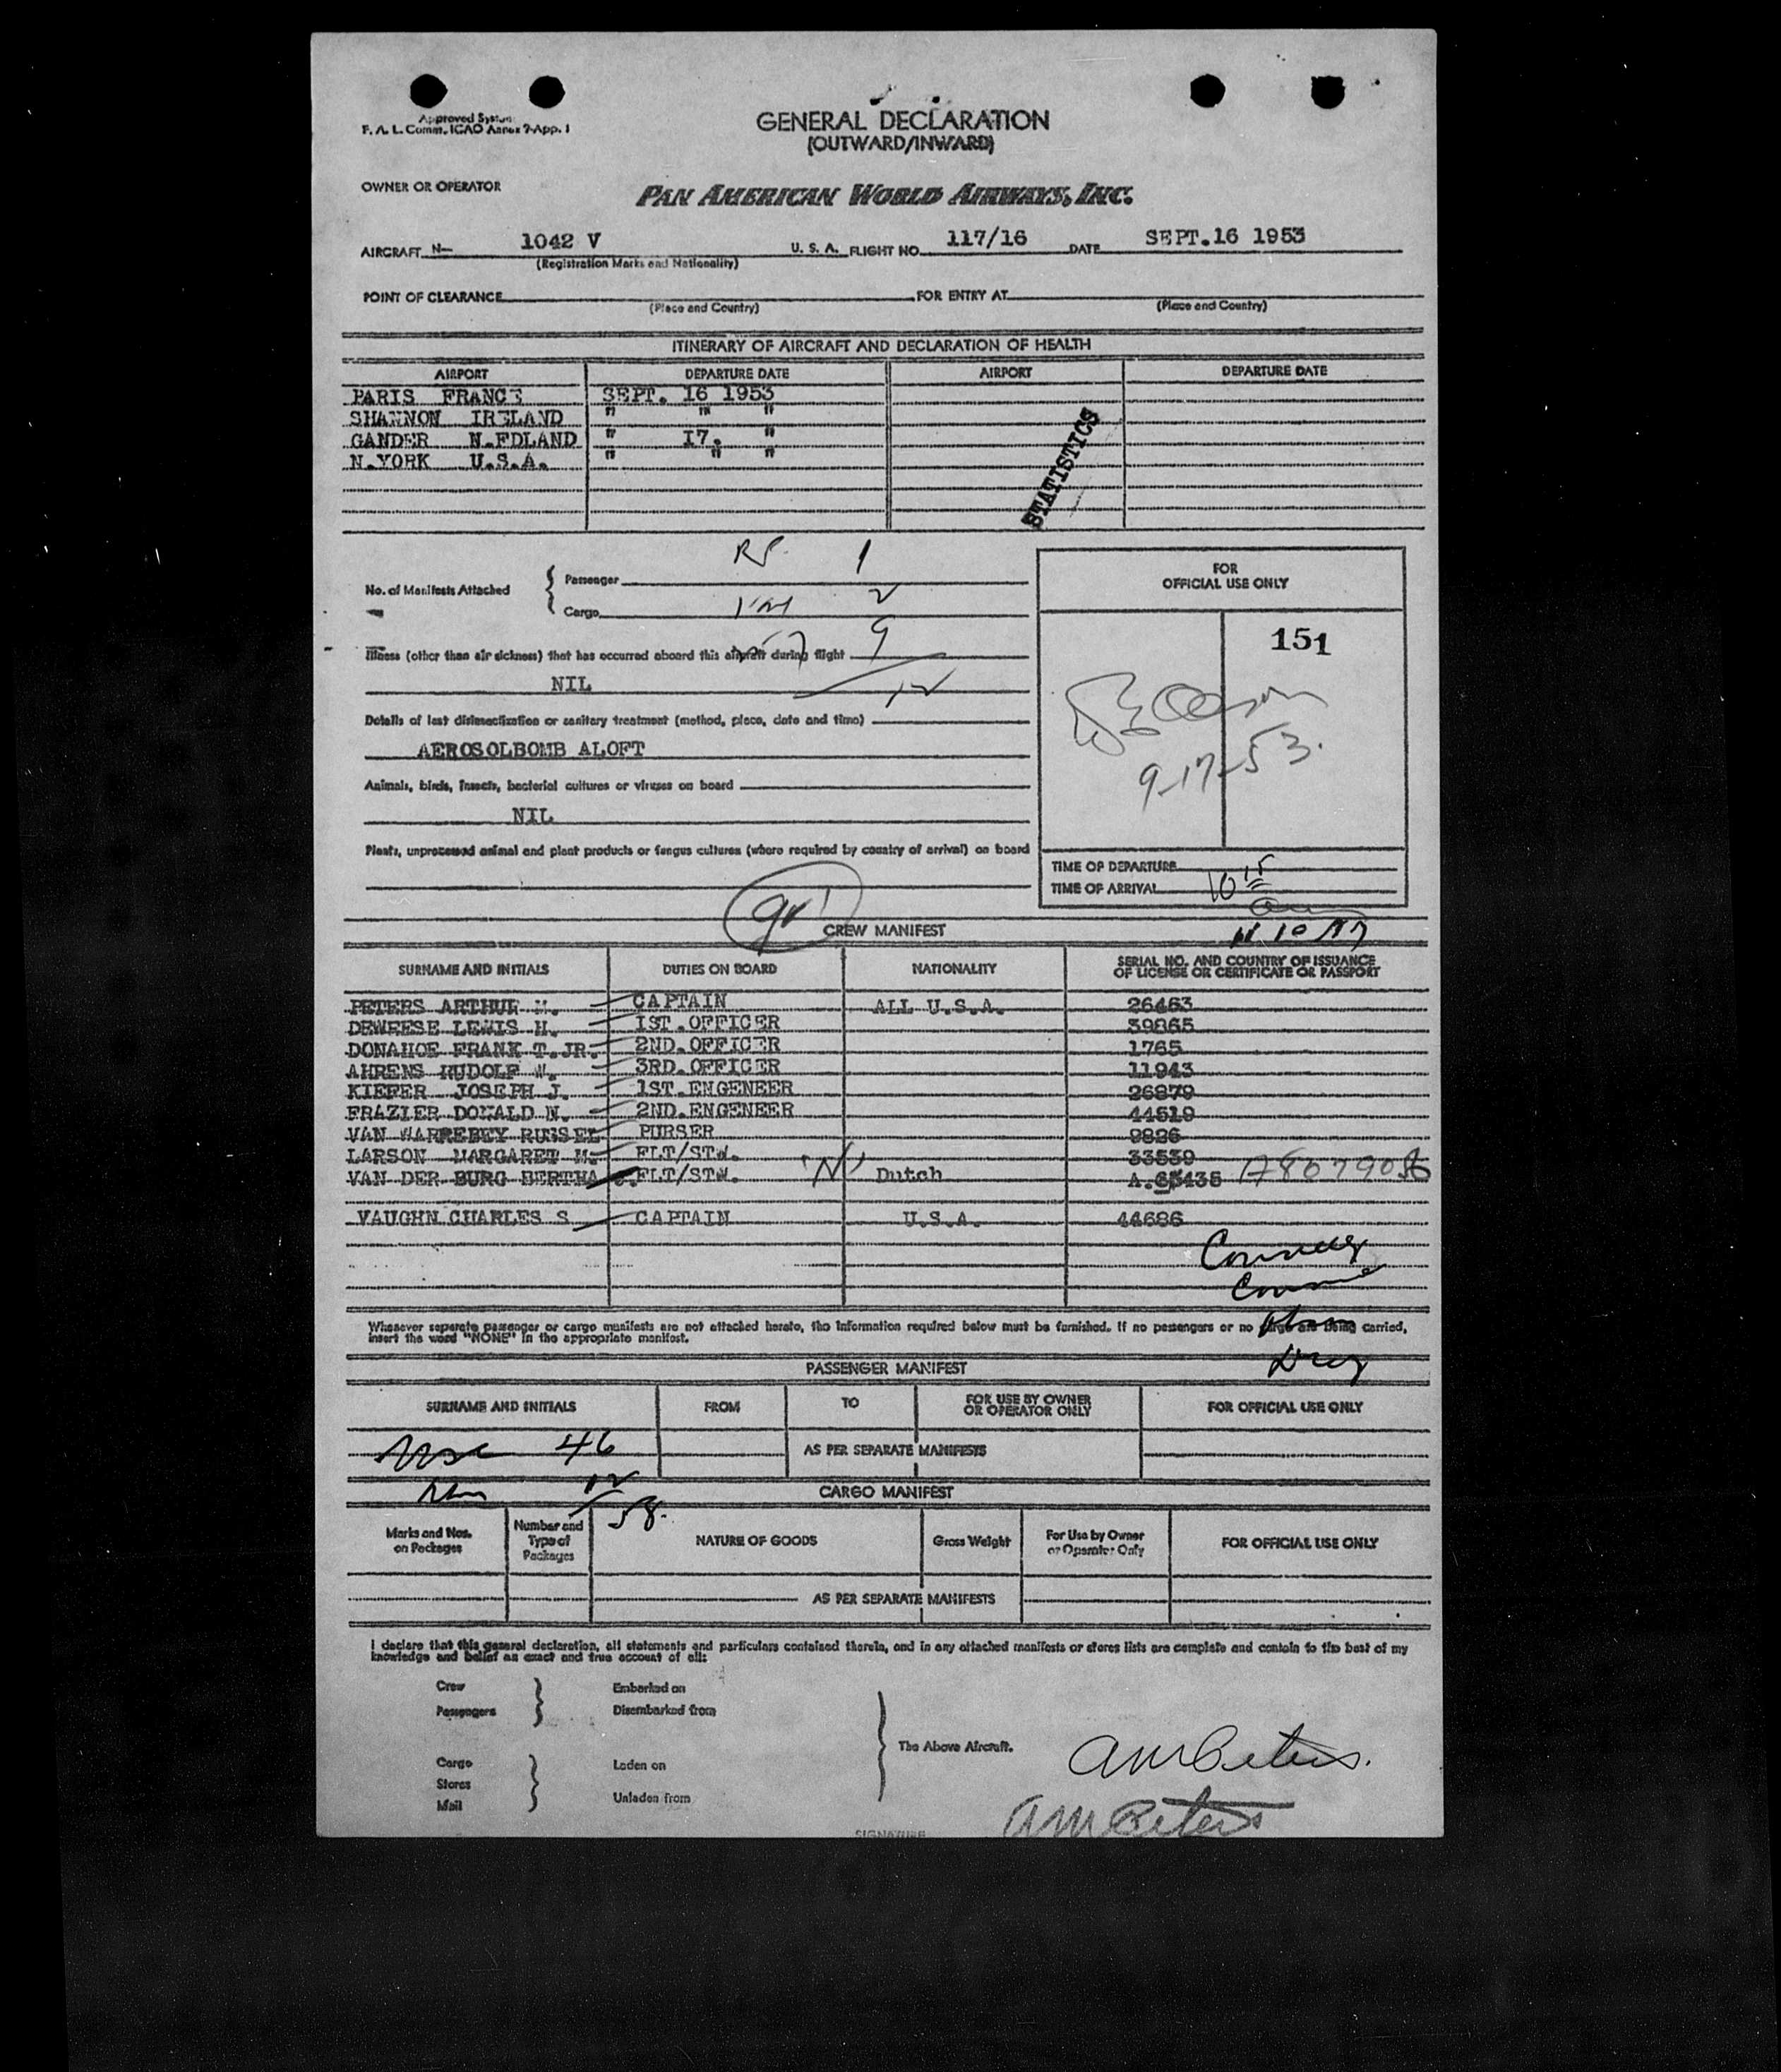 Approved System
F. A. L. Comm. ICAO Annex 9-App. 1
GENERAL DECLARATION
(OUTWARD/INWARD)
OWNER OR OPERATOR
PAN AMERICAN WORLD AIRWAYS, INC.
AIRCRAFT N— 1042 V U. S. A. FLIGHT NO. 117/16 DATE SEPT.16 1953
(Registration Marks and Nationality)
POINT OF CLEARANCE FOR ENTRY AT
(Place and Country) (Place and Country)
ITINERARY OF AIRCRAFT AND DECLARATION OF HEALTH
AIRPORT DEPARTURE DATE AIRPORT DEPARTURE DATE
PARIS FRANCE SEPT. 16 1953
SHANNON IRELAND " " "
GANDER N.FDLAND " 17. "
N.YORK U.S.A. " " "
STATISTICS
No. of Manifests Attached
Passenger 1
Cargo 2
FOR
OFFICIAL USE ONLY
151
Illness (other than air sickness) that has occurred aboard this aircraft during flight 9
NIL 12
Details of last disinsectization or sanitary treatment (method, place, date and time)
AEROSOLBOMB ALOFT
9-17-53.
Animals, birds, insects, bacterial cultures or viruses on board
NIL
Plants, unprocessed animal and plant products or fungus cultures (where required by country of arrival) on board
TIME OF DEPARTURE
TIME OF ARRIVAL 10 15
CREW MANIFEST
SURNAME AND INITIALS DUTIES ON BOARD NATIONALITY SERIAL NO. AND COUNTRY OF ISSUANCE
OF LICENSE OR CERTIFICATE OR PASSPORT
PETERS ARTHUR M. CAPTAIN ALL U.S.A. 26463
DEWEESE LEWIS H. 1ST.OFFICER 39865
DONAHOE FRANK T.JR. 2ND.OFFICER 1765
AHRENS RUDOLF W. 3RD.OFFICER 11943
KIEFER JOSEPH J. 1ST.ENGENEER 26879
FRAZIER DONALD N. 2ND.ENGENEER 44519
VAN WARREBEY RUSSEL PURSER 9826
LARSON MARGARET M. FLT/STW. 33539
VAN DER BURG BERTHA FLT/STW. "N" Dutch
VAUGHN CHARLES S CAPTAIN U.S.A. 44686
Whenever separate passenger or cargo manifests are not attached hereto, the information required below must be furnished. If no passengers or no cargo are being carried,
insert the word "NONE" in the appropriate manifest.
PASSENGER MANIFEST
SURNAME AND INITIALS FROM TO FOR USE BY OWNER
OR OPERATOR ONLY FOR OFFICIAL USE ONLY
46 AS PER SEPARATE MANIFESTS
12
CARGO MANIFEST
58.
Marks and Nos.
on Packages Number and
Type of
Packages NATURE OF GOODS Gross Weight For Use by Owner
or Operator Only FOR OFFICIAL USE ONLY
AS PER SEPARATE MANIFESTS
I declare that this general declaration, all statements and particulars contained therein, and in any attached manifests or stores lists are complete and contain to the best of my
knowledge and belief an exact and true account of all:
Crew Embarked on
Passengers Disembarked from
The Above Aircraft.
Cargo Laden on
Stores
Mail Unladen from
AMPeters.
AMPeters
SIGNATURE